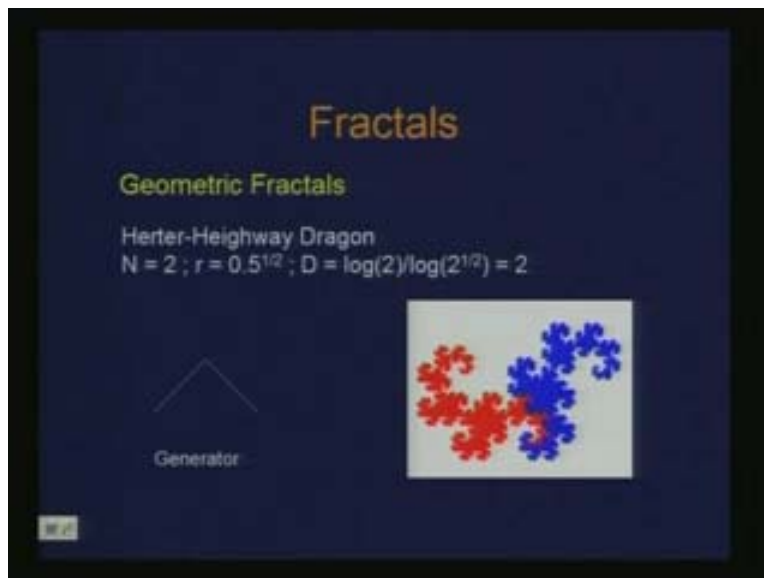 Fractals
Geometric Fractals
Herter-Heighway Dragon
N = 2 ; r = 0.5^1/2 ; D = log(2)/log(2^1/2) = 2
Generator